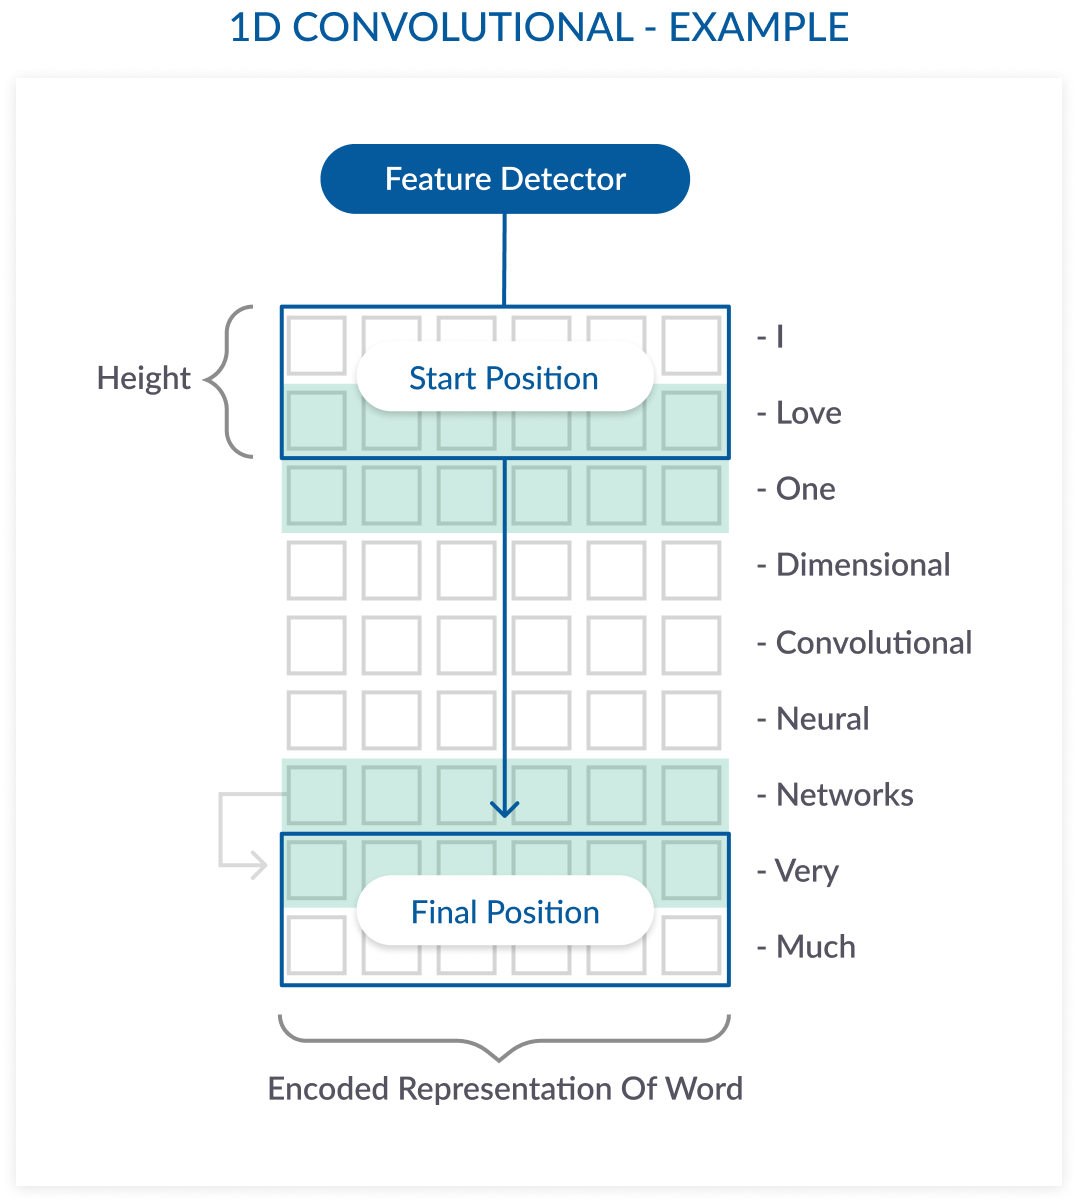 1D CONVOLUTIONAL - EXAMPLE
Feature Detector
Height
Start Position
- I
- Love
- One
- Dimensional
- Convolutional
- Neural
- Networks
- Very
Final Position
- Much
Encoded Representation Of Word